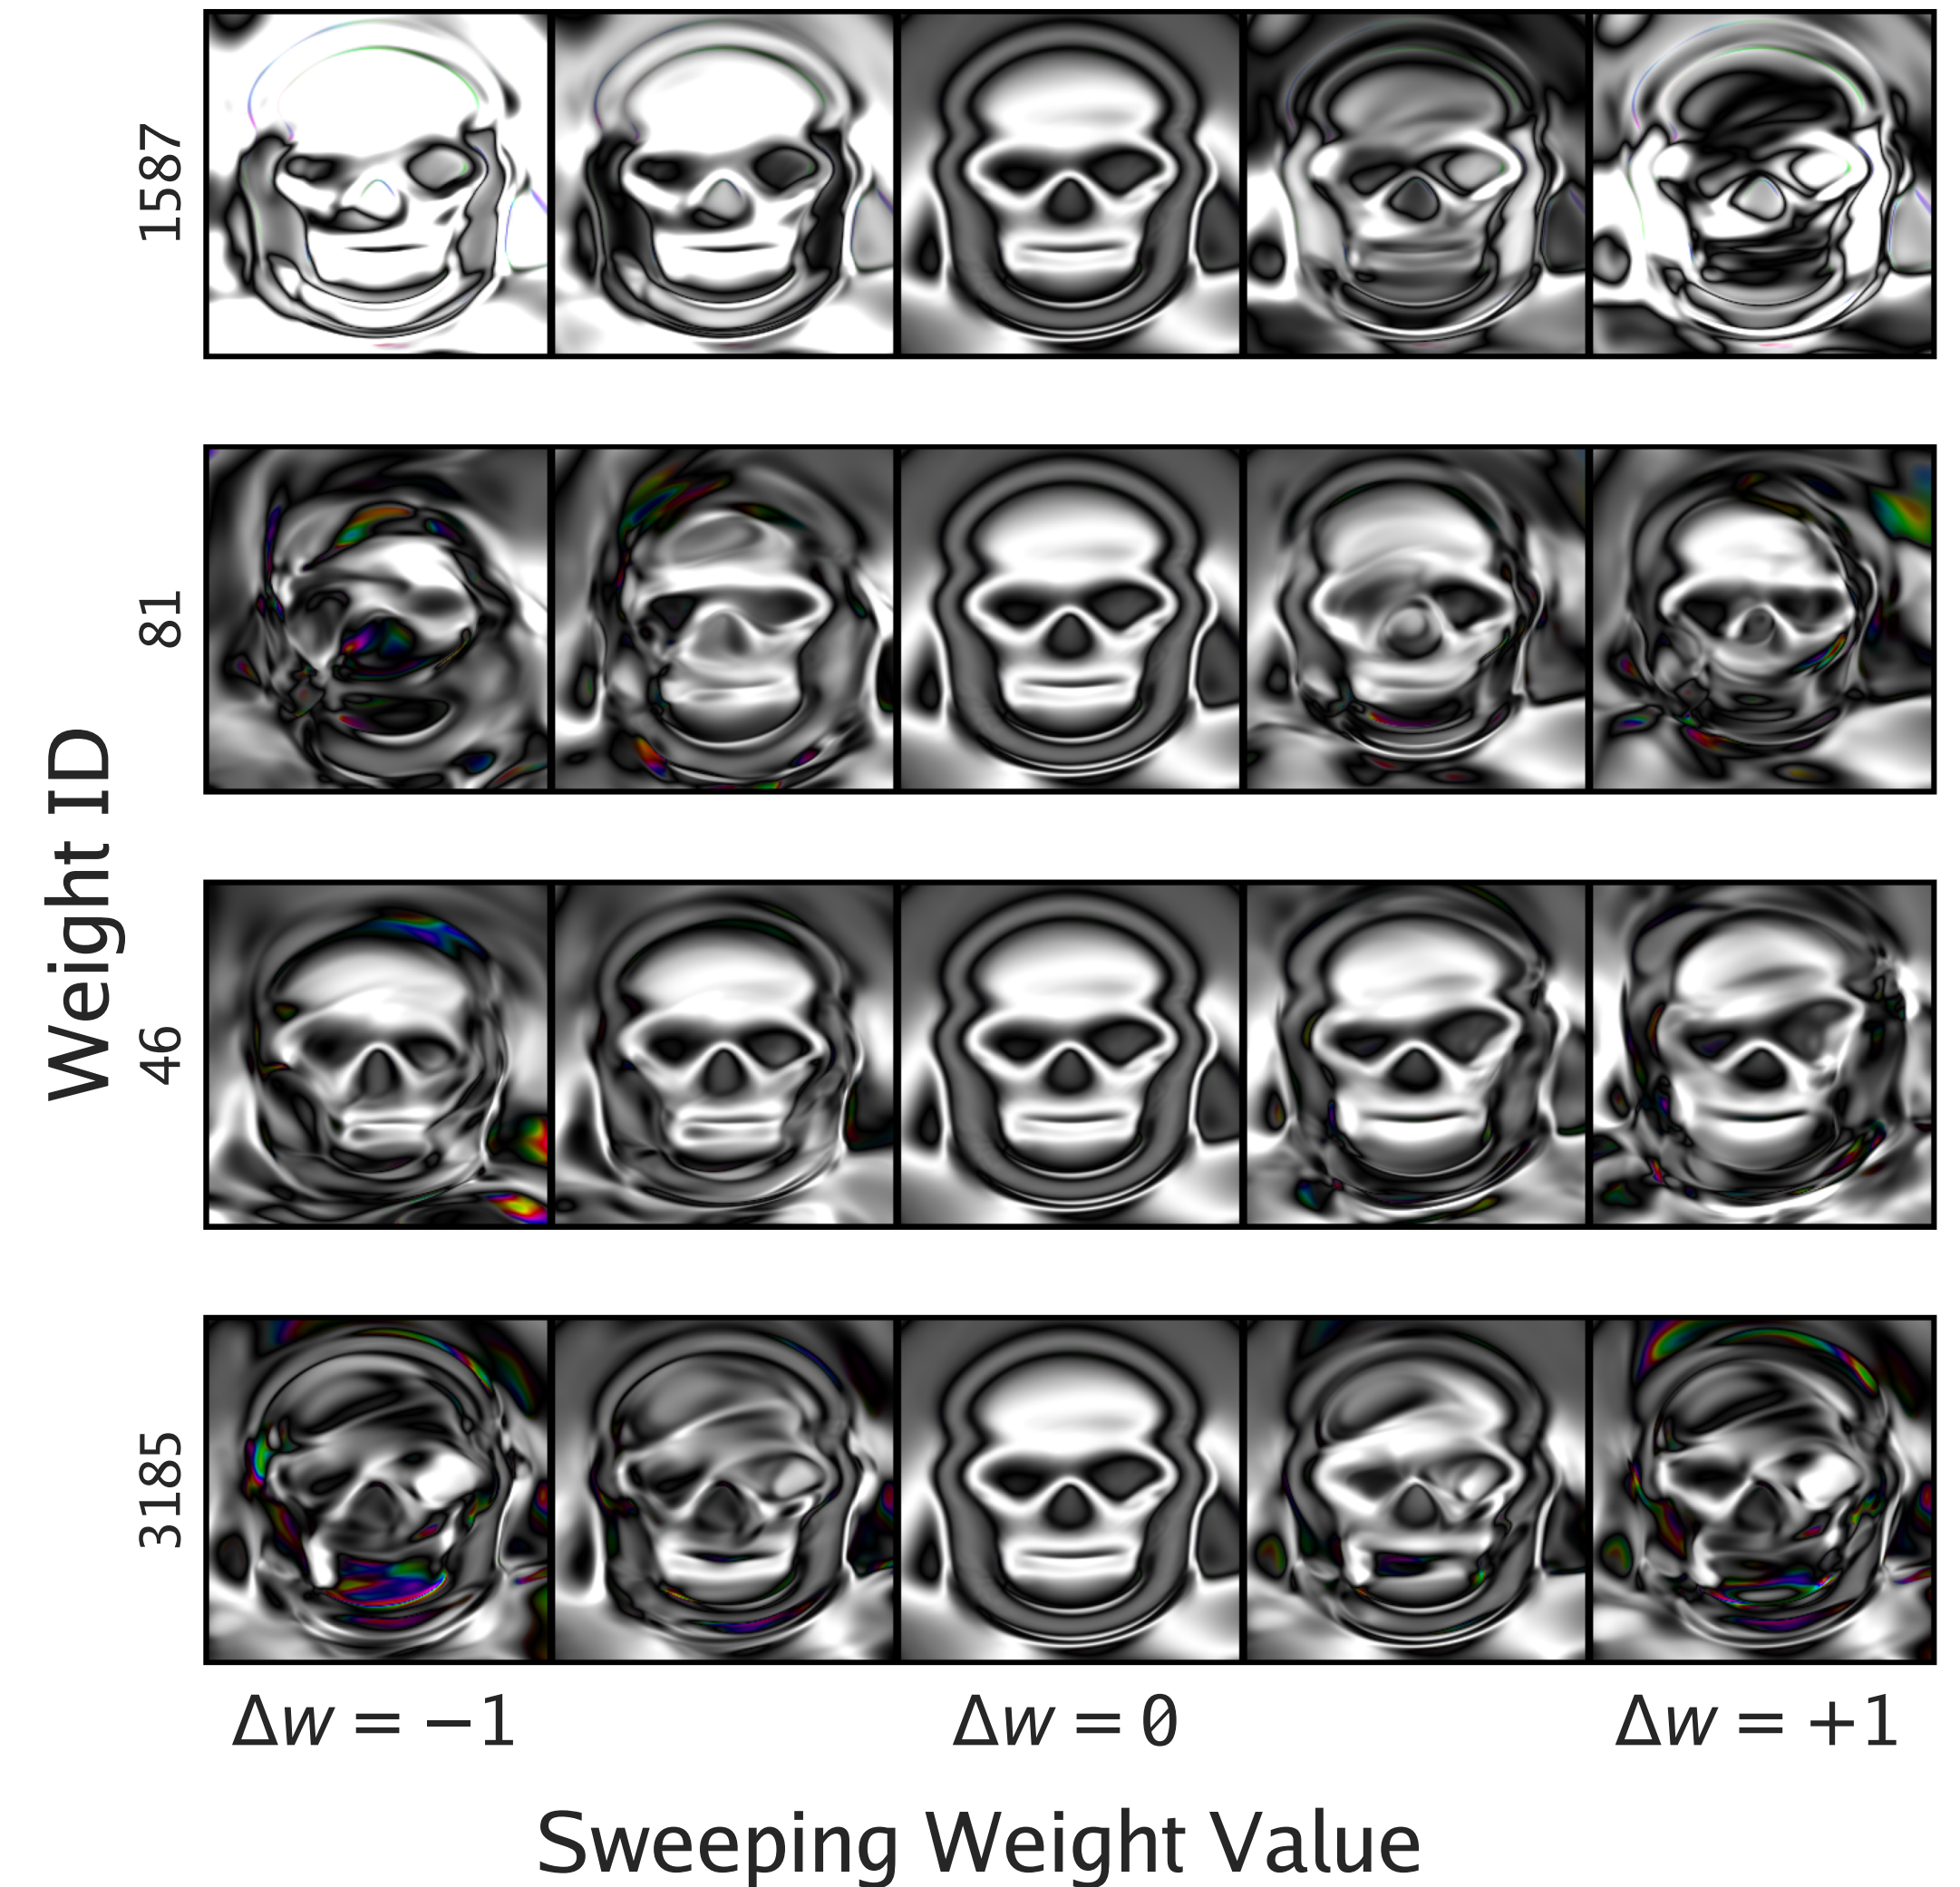 Weight ID
1587
81
46
3185
Δw = −1
Δw = 0
Δw = +1
Sweeping Weight Value